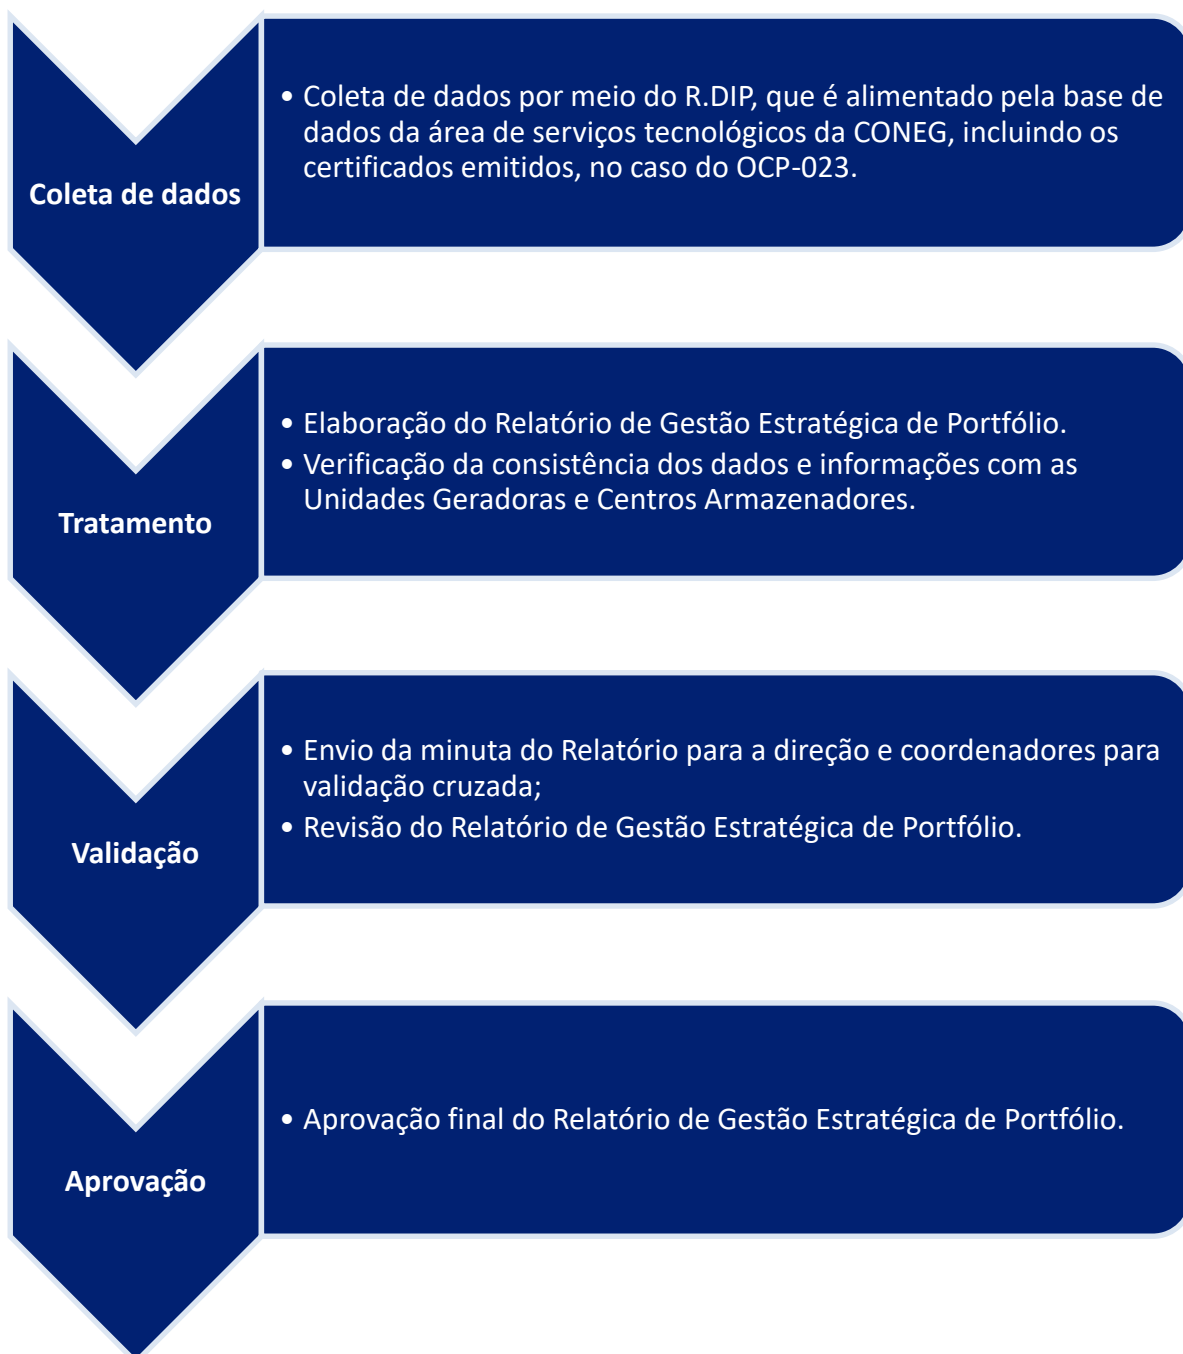 Coleta de dados
• Coleta de dados por meio do R.DIP, que é alimentado pela base de
dados da área de serviços tecnológicos da CONEG, incluindo os
certificados emitidos, no caso do OCP-023.
Tratamento
• Elaboração do Relatório de Gestão Estratégica de Portfólio.
• Verificação da consistência dos dados e informações com as
Unidades Geradoras e Centros Armazenadores.
Validação
• Envio da minuta do Relatório para a direção e coordenadores para
validação cruzada;
• Revisão do Relatório de Gestão Estratégica de Portfólio.
Aprovação
• Aprovação final do Relatório de Gestão Estratégica de Portfólio.